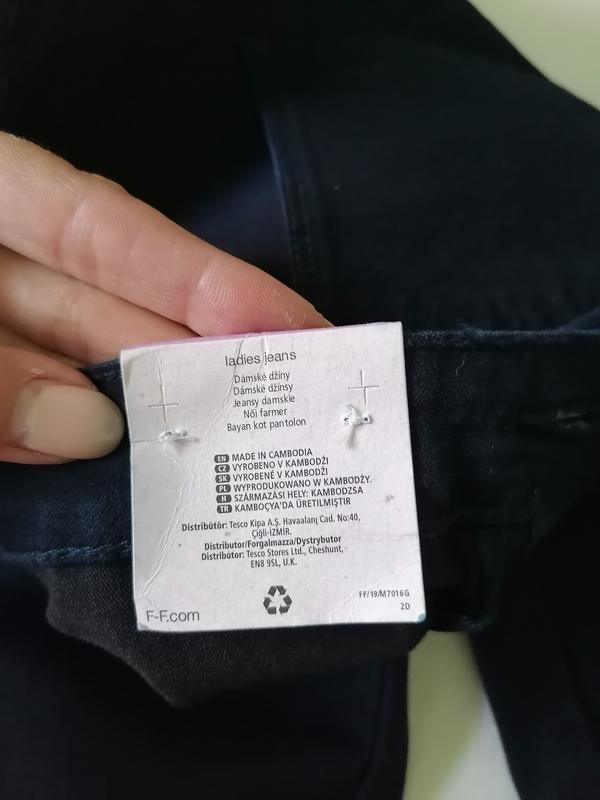 ladies jeans
Dámské džíny
Dámské džínsy
Jeansy damskie
Női farmer
Bayan kot pantolon
EN MADE IN CAMBODIA
CZ VYROBENO V KAMBODŽI
SK VYROBENÉ V KAMBODŽI
PL WYPRODUKOWANO W KAMBODŻY.
H SZÁRMAZÁSI HELY: KAMBODZSA
TR KAMBOÇYA'DA ÜRETILMIŞTIR
Distribütör: Tesco Kipa A.Ş. Havaalanı Cad. No:40,
Çiğli-İZMİR.
Distributor/Forgalmazza/Dystrybutor
Distribútor: Tesco Stores Ltd., Cheshunt,
EN8 9SL, U.K.
FF/19/M7016G
2D
F-F.com